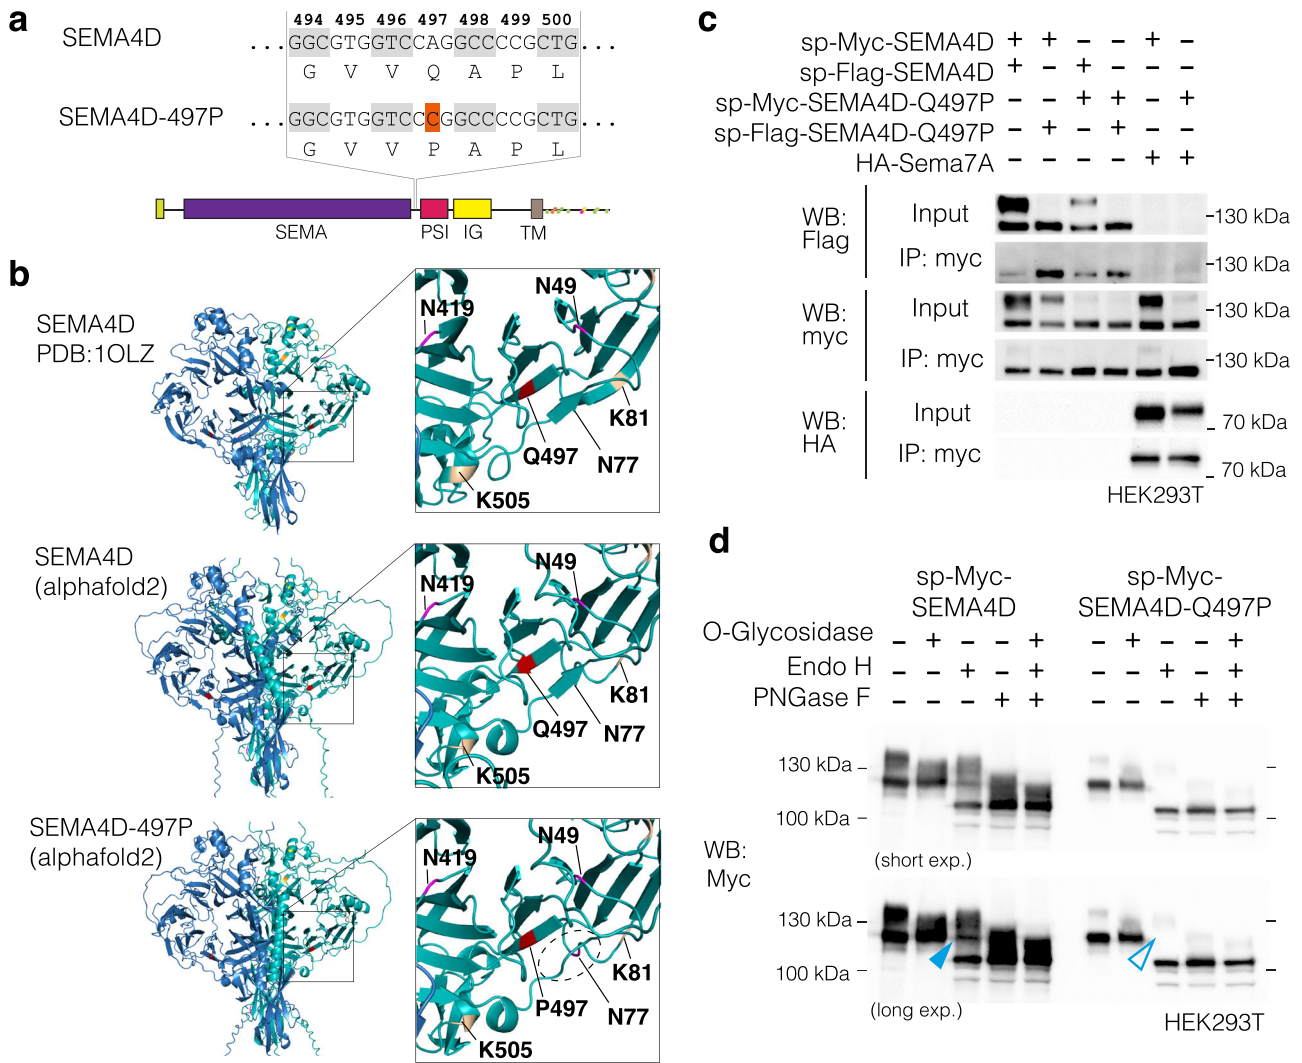 a
494 495 496 497 498 499 500
SEMA4D ...GGCGTGGTCCAGGCCCCGCTG...
G V V Q A P L
SEMA4D-497P ...GGCGTGGTCCCGGCCCCGCTG...
G V V P A P L
SEMA PSI IG TM
b
SEMA4D
PDB:1OLZ
N419 N49
K81
Q497 N77
K505
SEMA4D
(alphafold2)
N49
N419
K81
Q497 N77
K505
SEMA4D-497P
(alphafold2)
N49
N419
K81
P497 N77
K505
c
sp-Myc-SEMA4D + + – – + –
sp-Flag-SEMA4D + – + – – –
sp-Myc-SEMA4D-Q497P – – + + – +
sp-Flag-SEMA4D-Q497P – + – + – –
HA-Sema7A – – – – + +
WB:
Flag
Input -130 kDa
IP: myc -130 kDa
WB:
myc
Input -130 kDa
IP: myc -130 kDa
WB:
HA
Input - 70 kDa
IP: myc - 70 kDa
HEK293T
d
sp-Myc-
SEMA4D
sp-Myc-
SEMA4D-Q497P
O-Glycosidase – + – – + – + – – +
Endo H – – + – + – – + – +
PNGase F – – – + + – – – + +
130 kDa –
100 kDa –
(short exp.)
WB:
Myc
130 kDa –
100 kDa –
(long exp.)
HEK293T